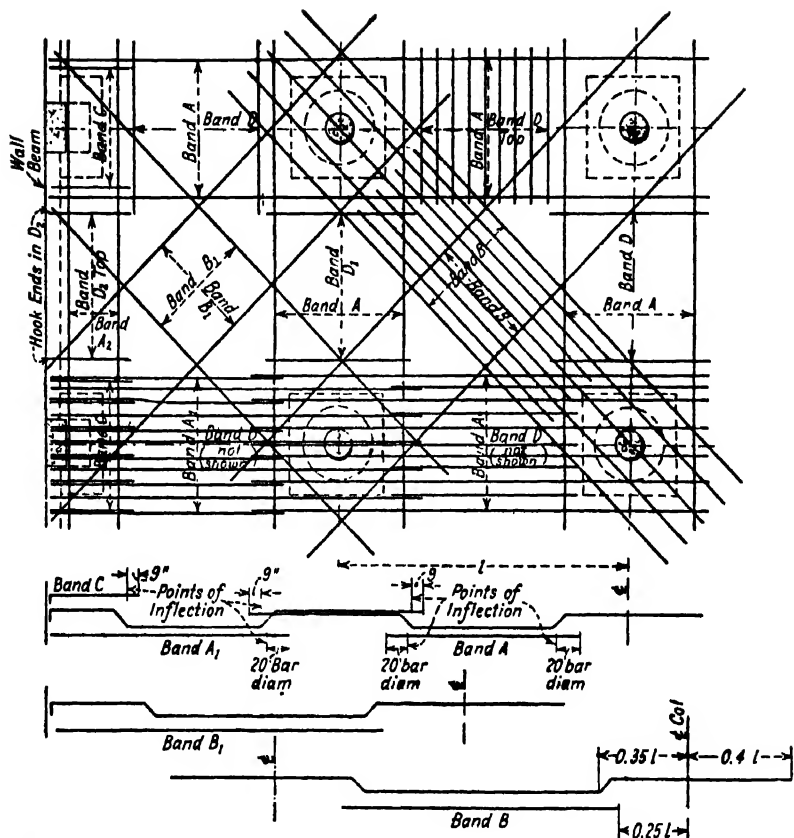 Wall
Beam
Hook Ends in D2
Band C
Band A
Band D
Band A
Band D
Top
Band
D2 Top
Band
A2
Band B1
Band
B1
Band
D1
Band A
Band B
Band B
Band D
Band A
Band C
Band A1
Band D
(not
shown)
Band A
Band D
(not
shown)
l
Band C
9"
Points of
Inflection
9"
9
Points of
Inflection
Band A1
20 Bar
diam
20 bar
diam
Band A
20 bar
diam
Band B1
Col
0.35 l
0.4 l
Band B
0.25 l